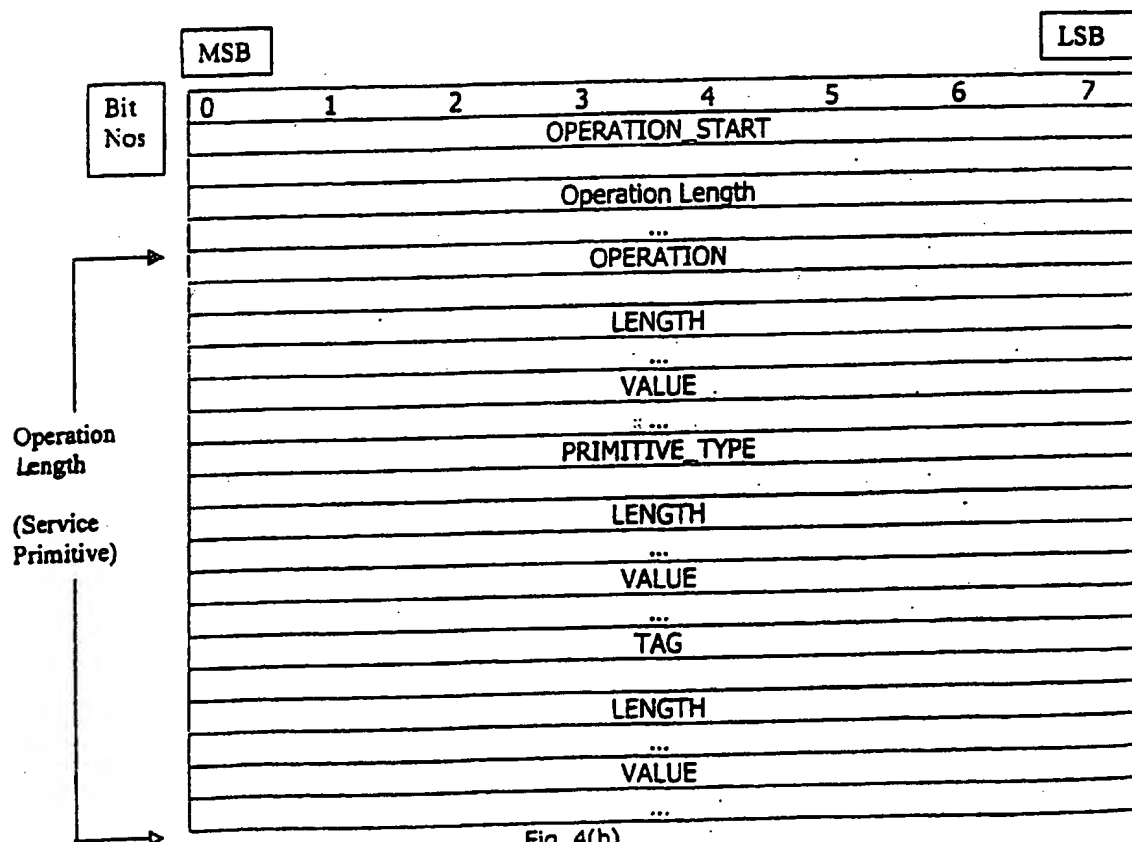 MSB
LSB
Bit
Nos
0 1 2 3 4 5 6 7
OPERATION_START
Operation Length
...
OPERATION
LENGTH
...
VALUE
...
PRIMITIVE_TYPE
LENGTH
...
VALUE
...
TAG
LENGTH
...
VALUE
...
Operation
Length
(Service
Primitive)